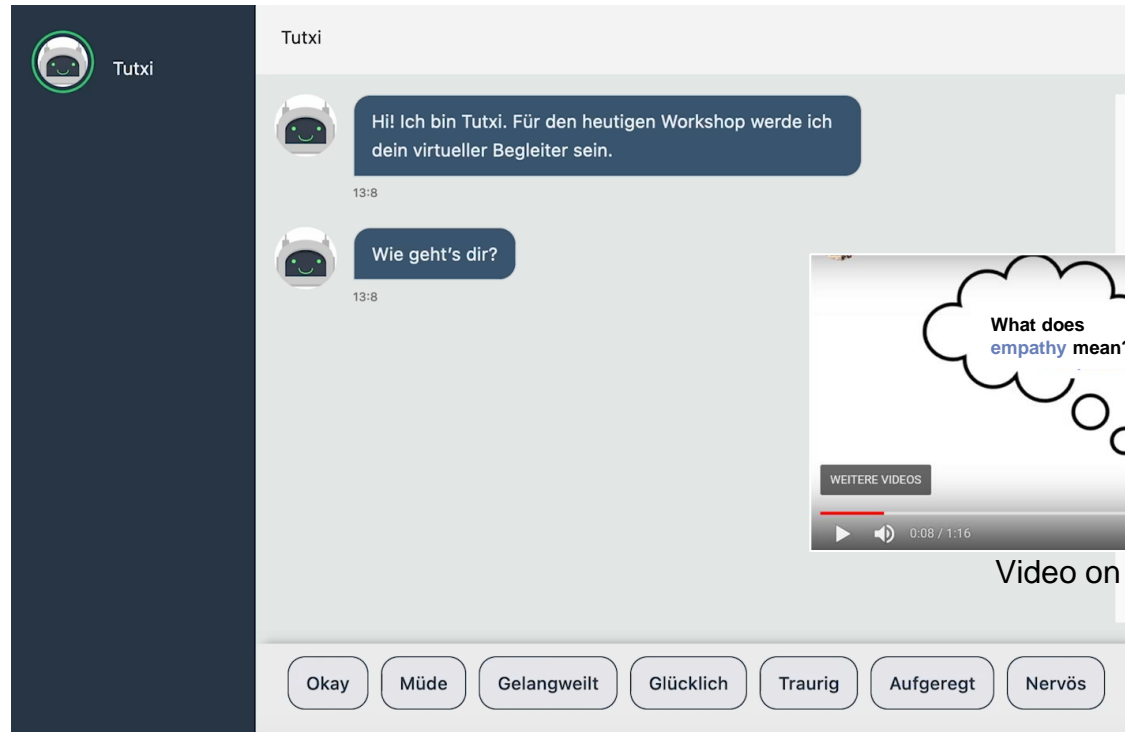 Tutxi
Tutxi
Hi! Ich bin Tutxi. Für den heutigen Workshop werde ich
dein virtueller Begleiter sein.
13:8
Wie geht's dir?
13:8
What does
empathy mean?
WEITERE VIDEOS
0:08 / 1:16
Video on
Okay
Müde
Gelangweilt
Glücklich
Traurig
Aufgeregt
Nervös